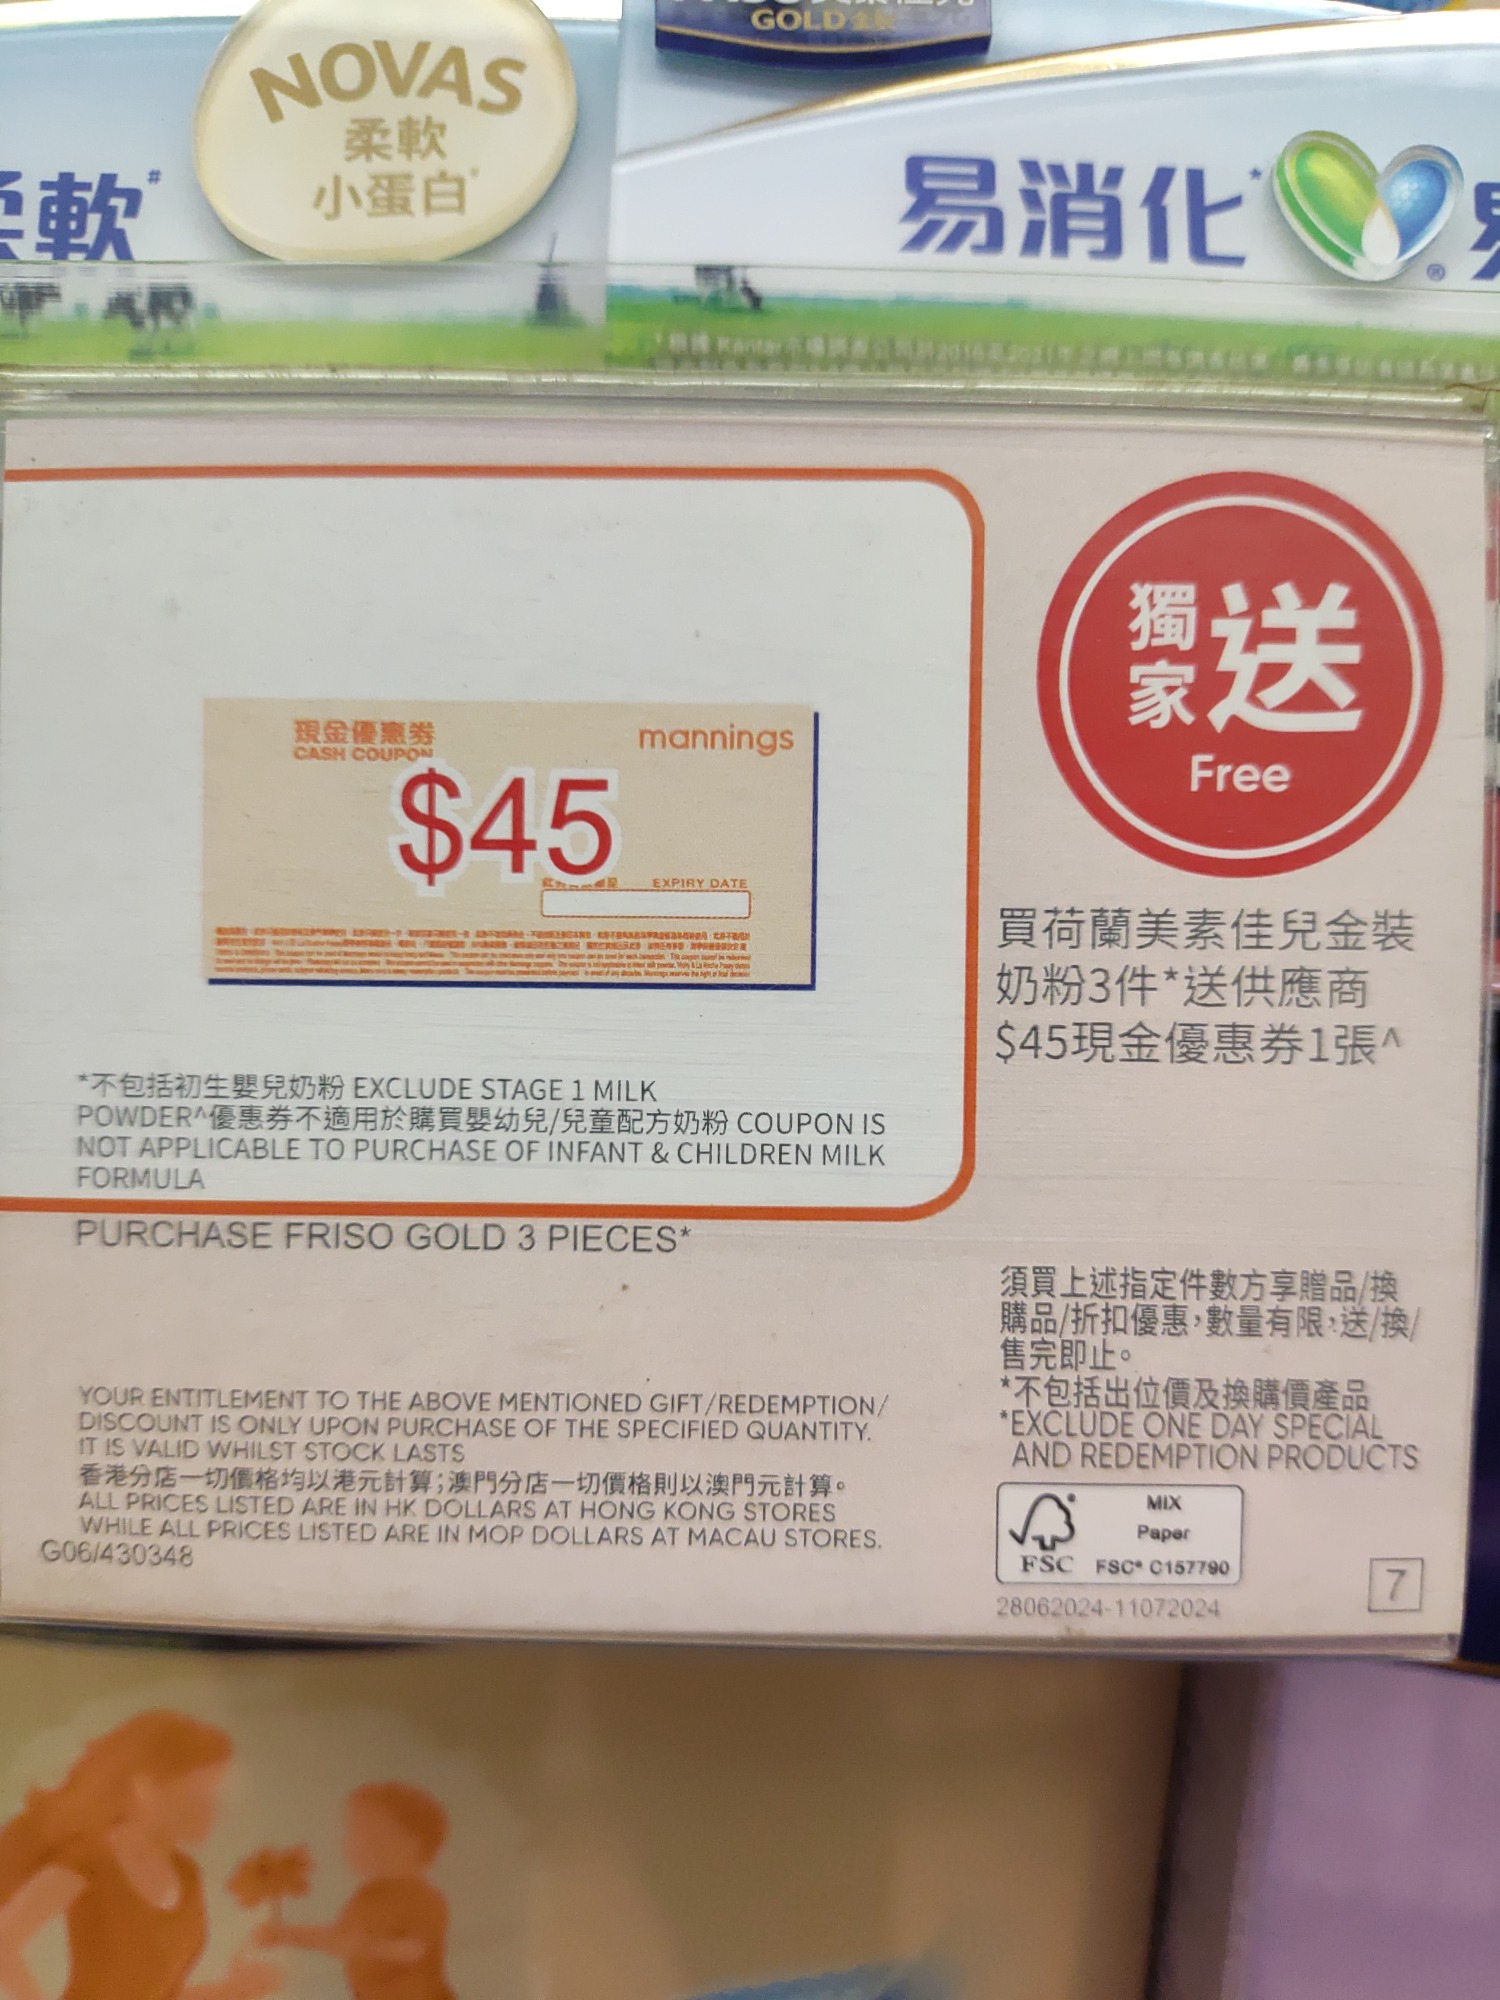 GOLD
NOVAS
柔軟
小蛋白
柔軟#
易消化*
現金優惠券
CASH COUPON
mannings
$45
EXPIRY DATE
獨家送
Free
買荷蘭美素佳兒金裝
奶粉3件*送供應商
$45現金優惠券1張^
*不包括初生嬰兒奶粉 EXCLUDE STAGE 1 MILK
POWDER^優惠券不適用於購買嬰幼兒/兒童配方奶粉 COUPON IS
NOT APPLICABLE TO PURCHASE OF INFANT & CHILDREN MILK
FORMULA
PURCHASE FRISO GOLD 3 PIECES*
須買上述指定件數方享贈品/換
購品/折扣優惠，數量有限，送/換/
售完即止。
*不包括出位價及換購價產品
*EXCLUDE ONE DAY SPECIAL
AND REDEMPTION PRODUCTS
YOUR ENTITLEMENT TO THE ABOVE MENTIONED GIFT/REDEMPTION/
DISCOUNT IS ONLY UPON PURCHASE OF THE SPECIFIED QUANTITY.
IT IS VALID WHILST STOCK LASTS
香港分店一切價格均以港元計算；澳門分店一切價格則以澳門元計算。
ALL PRICES LISTED ARE IN HK DOLLARS AT HONG KONG STORES
WHILE ALL PRICES LISTED ARE IN MOP DOLLARS AT MACAU STORES.
G06/430348
MIX
Paper
FSC FSC® C157790
28062024-11072024
7